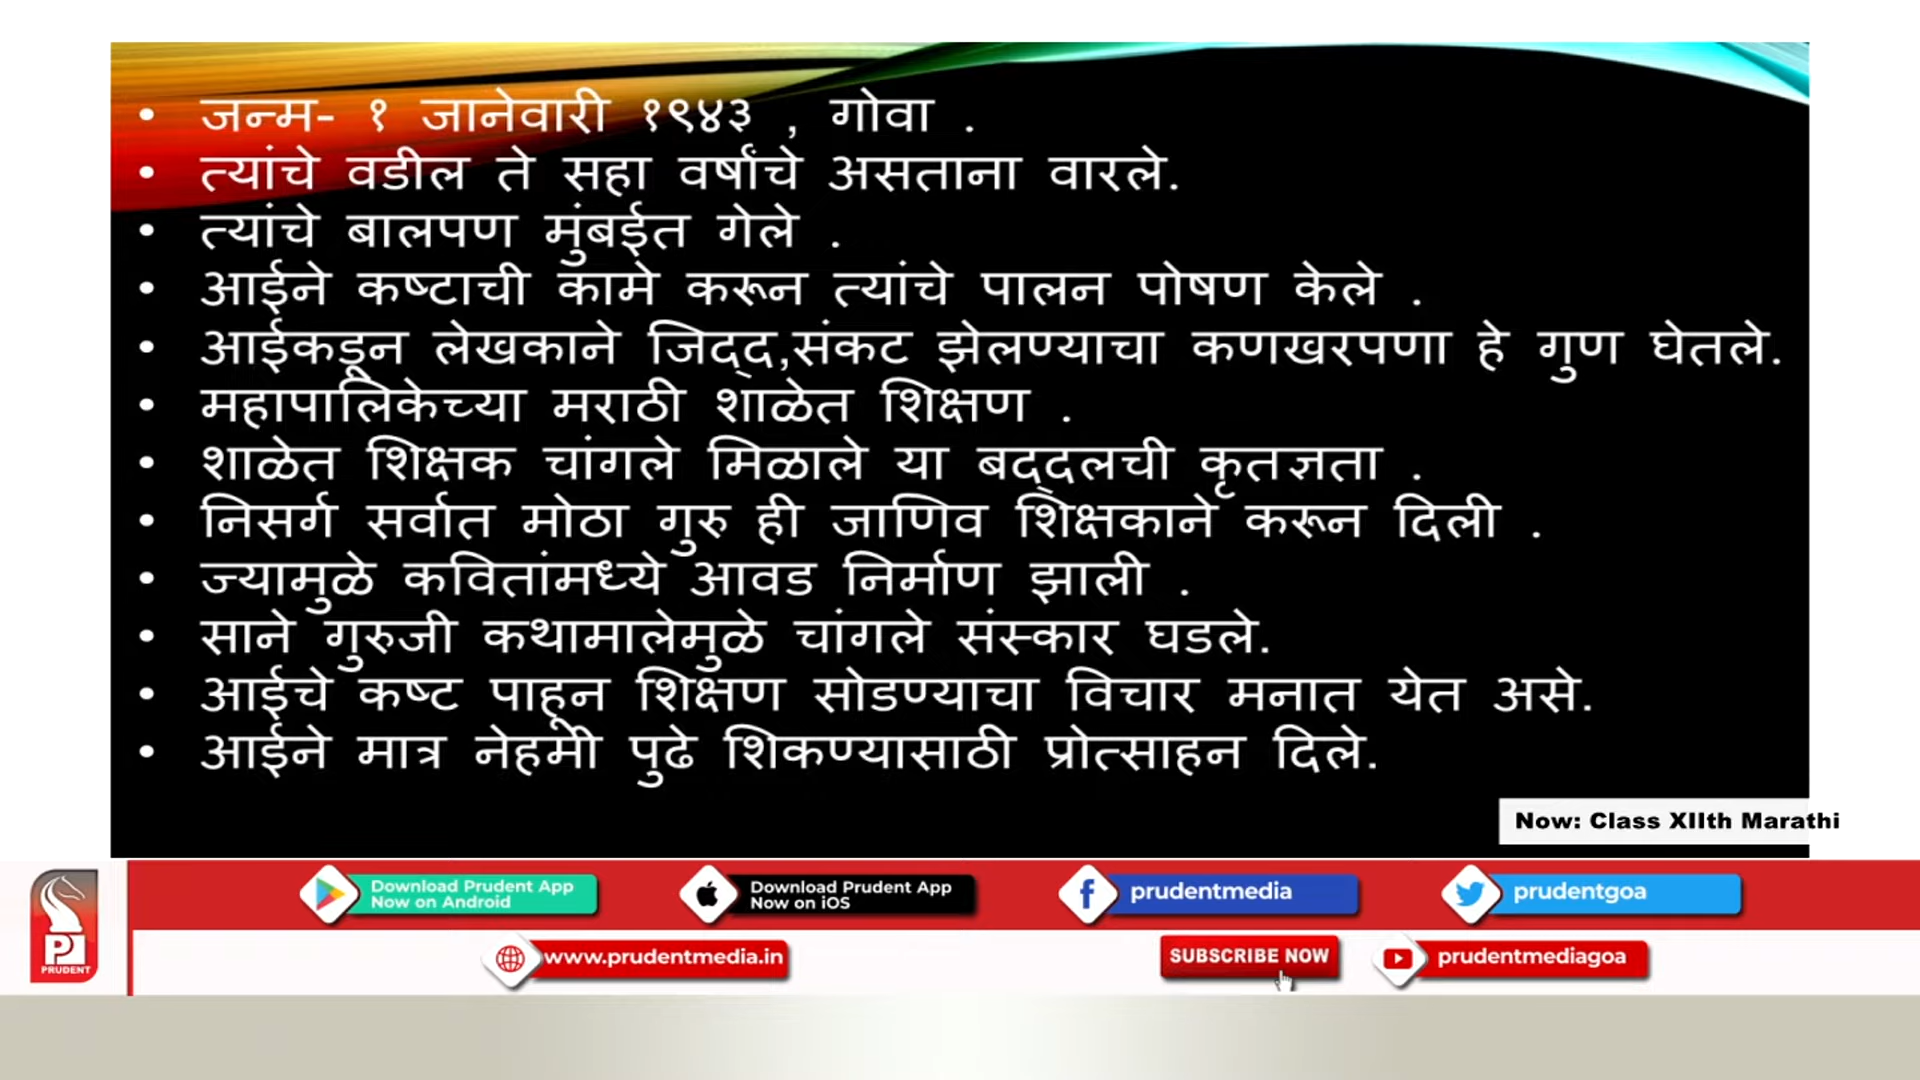 • जन्म- १ जानेवारी १९४३ , गोवा .
• त्यांचे वडील ते सहा वर्षांचे असताना वारले.
• त्यांचे बालपण मुंबईत गेले .
• आईने कष्टाची कामे करून त्यांचे पालन पोषण केले .
• आईकडून लेखकाने जिद्द,संकट झेलण्याचा कणखरपणा हे गुण घेतले.
• महापालिकेच्या मराठी शाळेत शिक्षण .
• शाळेत शिक्षक चांगले मिळाले या बद्दलची कृतज्ञता .
• निसर्ग सर्वात मोठा गुरु ही जाणिव शिक्षकाने करून दिली .
• ज्यामुळे कवितांमध्ये आवड निर्माण झाली .
• साने गुरुजी कथामालेमुळे चांगले संस्कार घडले.
• आईचे कष्ट पाहून शिक्षण सोडण्याचा विचार मनात येत असे.
• आईने मात्र नेहमी पुढे शिकण्यासाठी प्रोत्साहन दिले.
Now: Class XIIth Marathi
Download Prudent App
Now on Android
Download Prudent App
Now on iOS
prudentmedia
prudentgoa
PRUDENT
www.prudentmedia.in
SUBSCRIBE NOW
prudentmediagoa